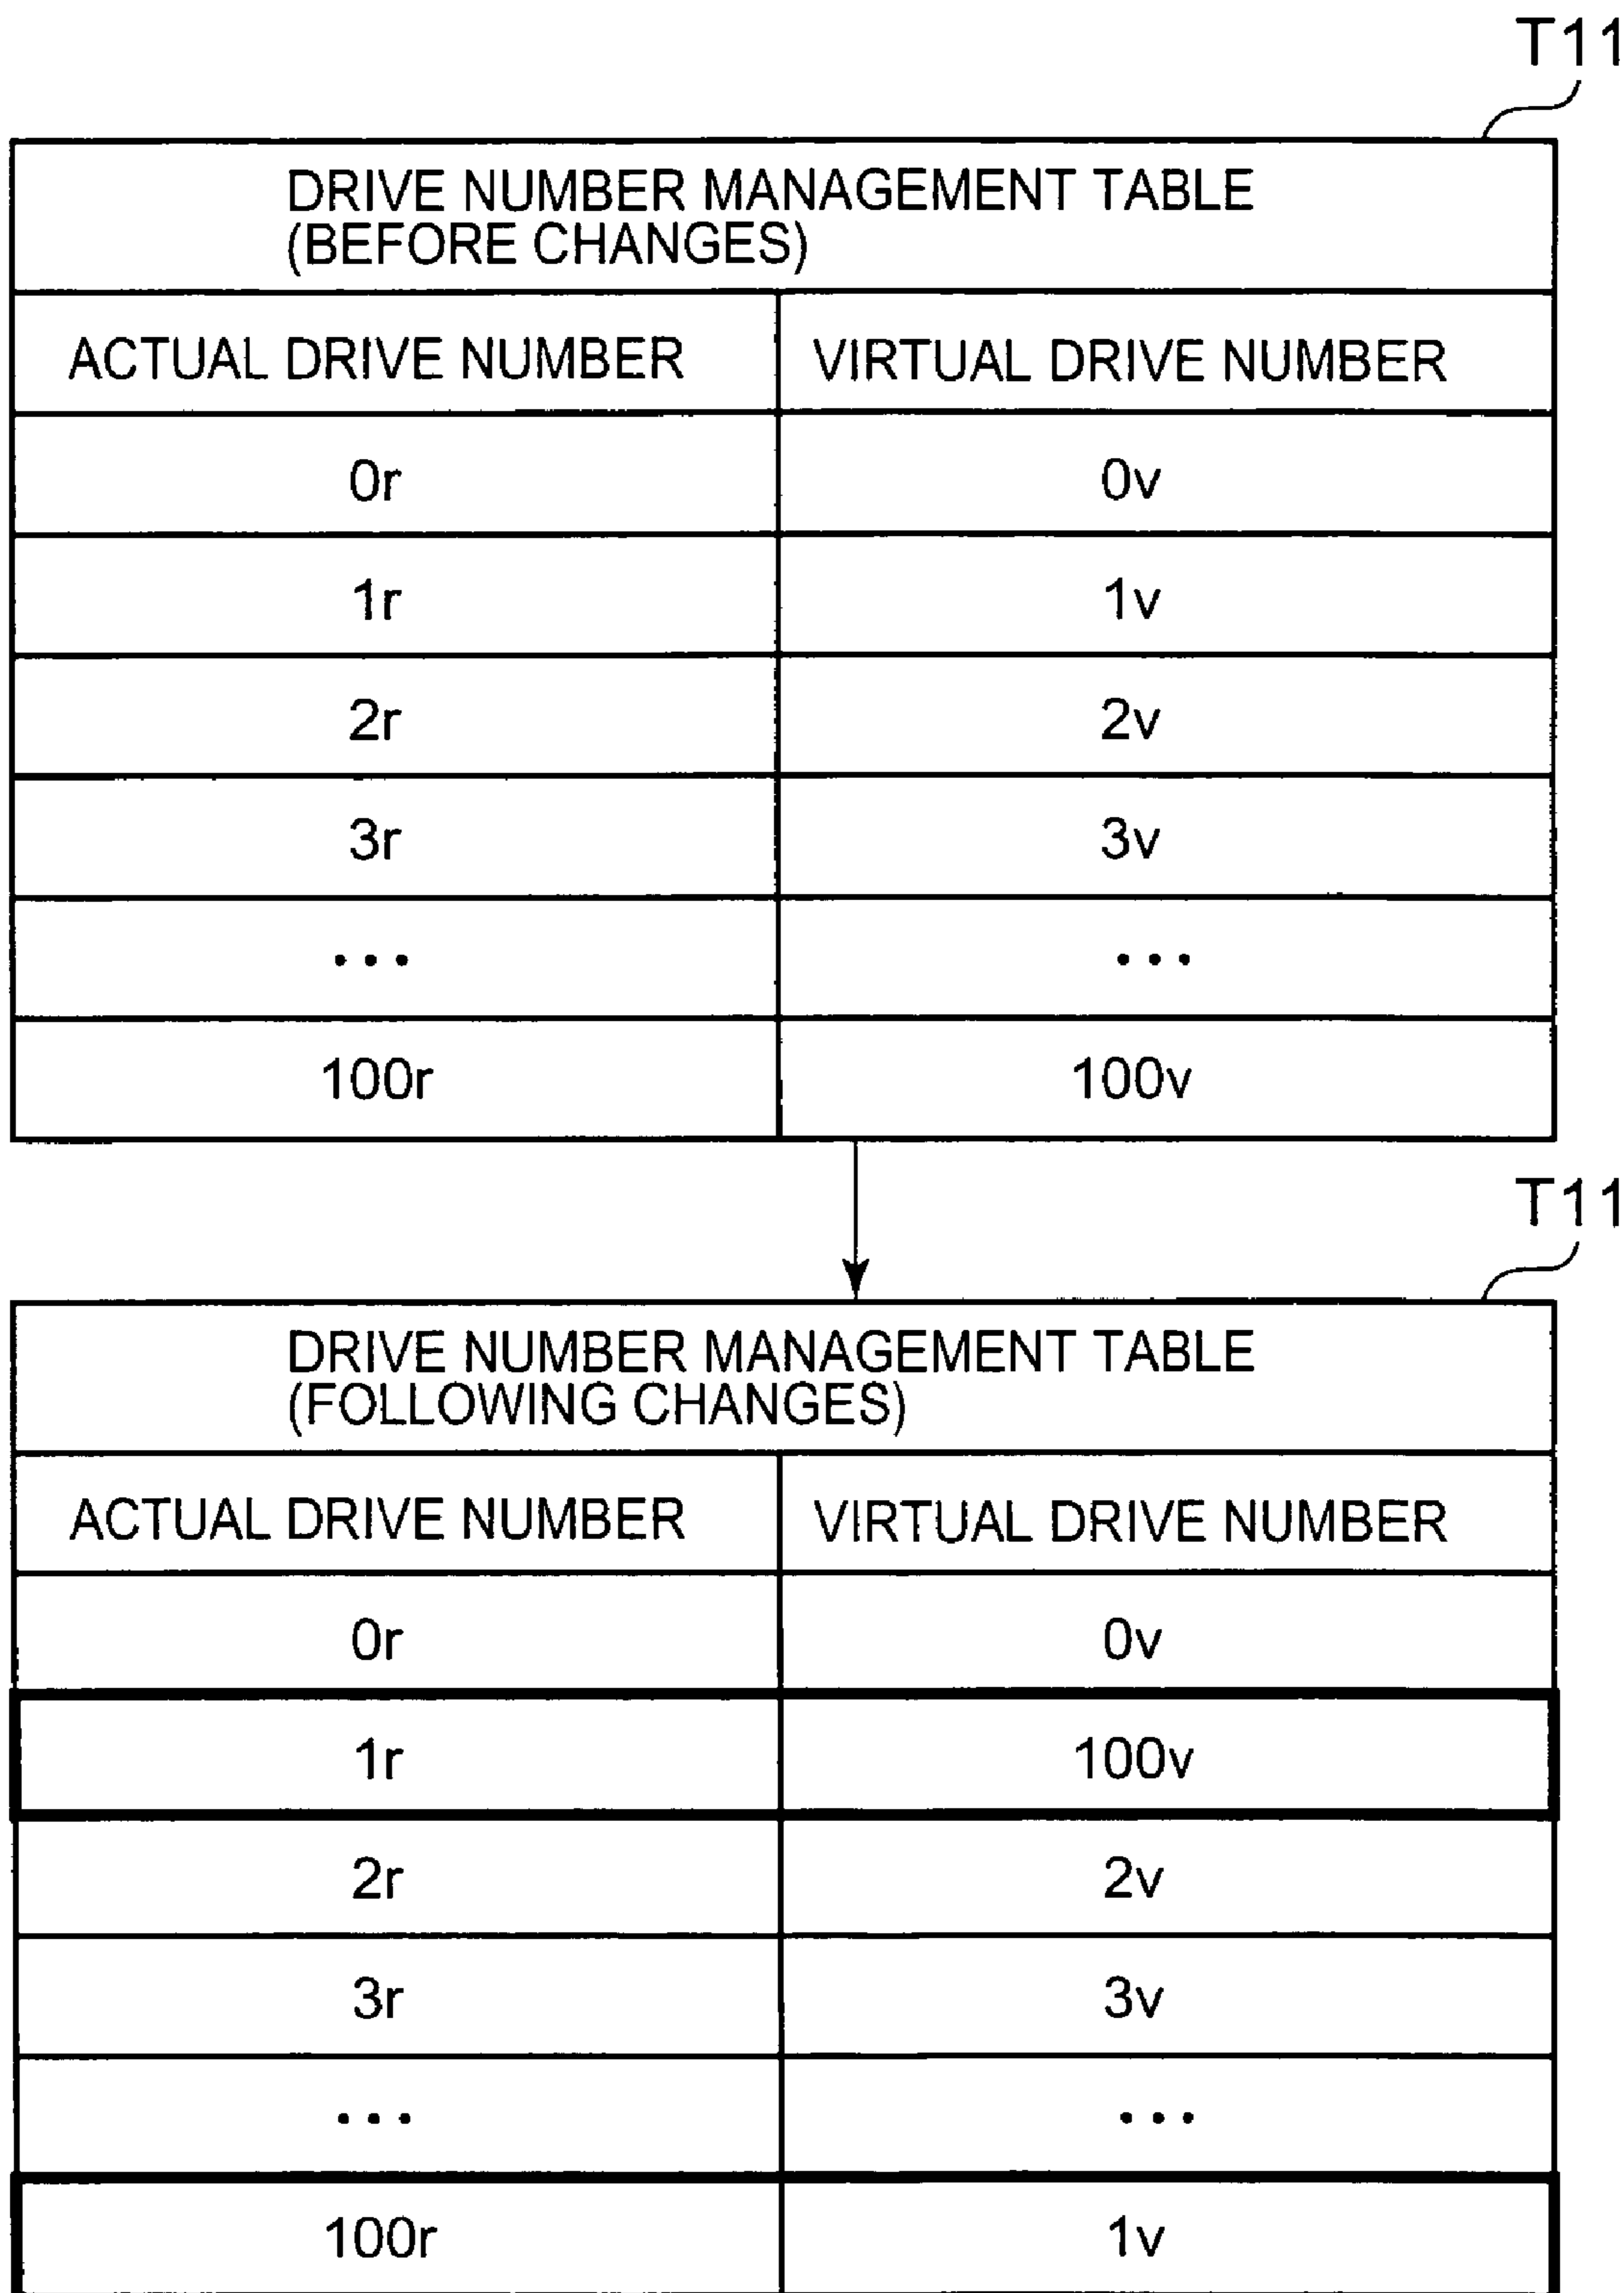 T11
DRIVE NUMBER MANAGEMENT TABLE
(BEFORE CHANGES)
ACTUAL DRIVE NUMBER VIRTUAL DRIVE NUMBER
0r 0v
1r 1v
2r 2v
3r 3v
... ...
100r 100v
T11
DRIVE NUMBER MANAGEMENT TABLE
(FOLLOWING CHANGES)
ACTUAL DRIVE NUMBER VIRTUAL DRIVE NUMBER
0r 0v
1r 100v
2r 2v
3r 3v
... ...
100r 1v